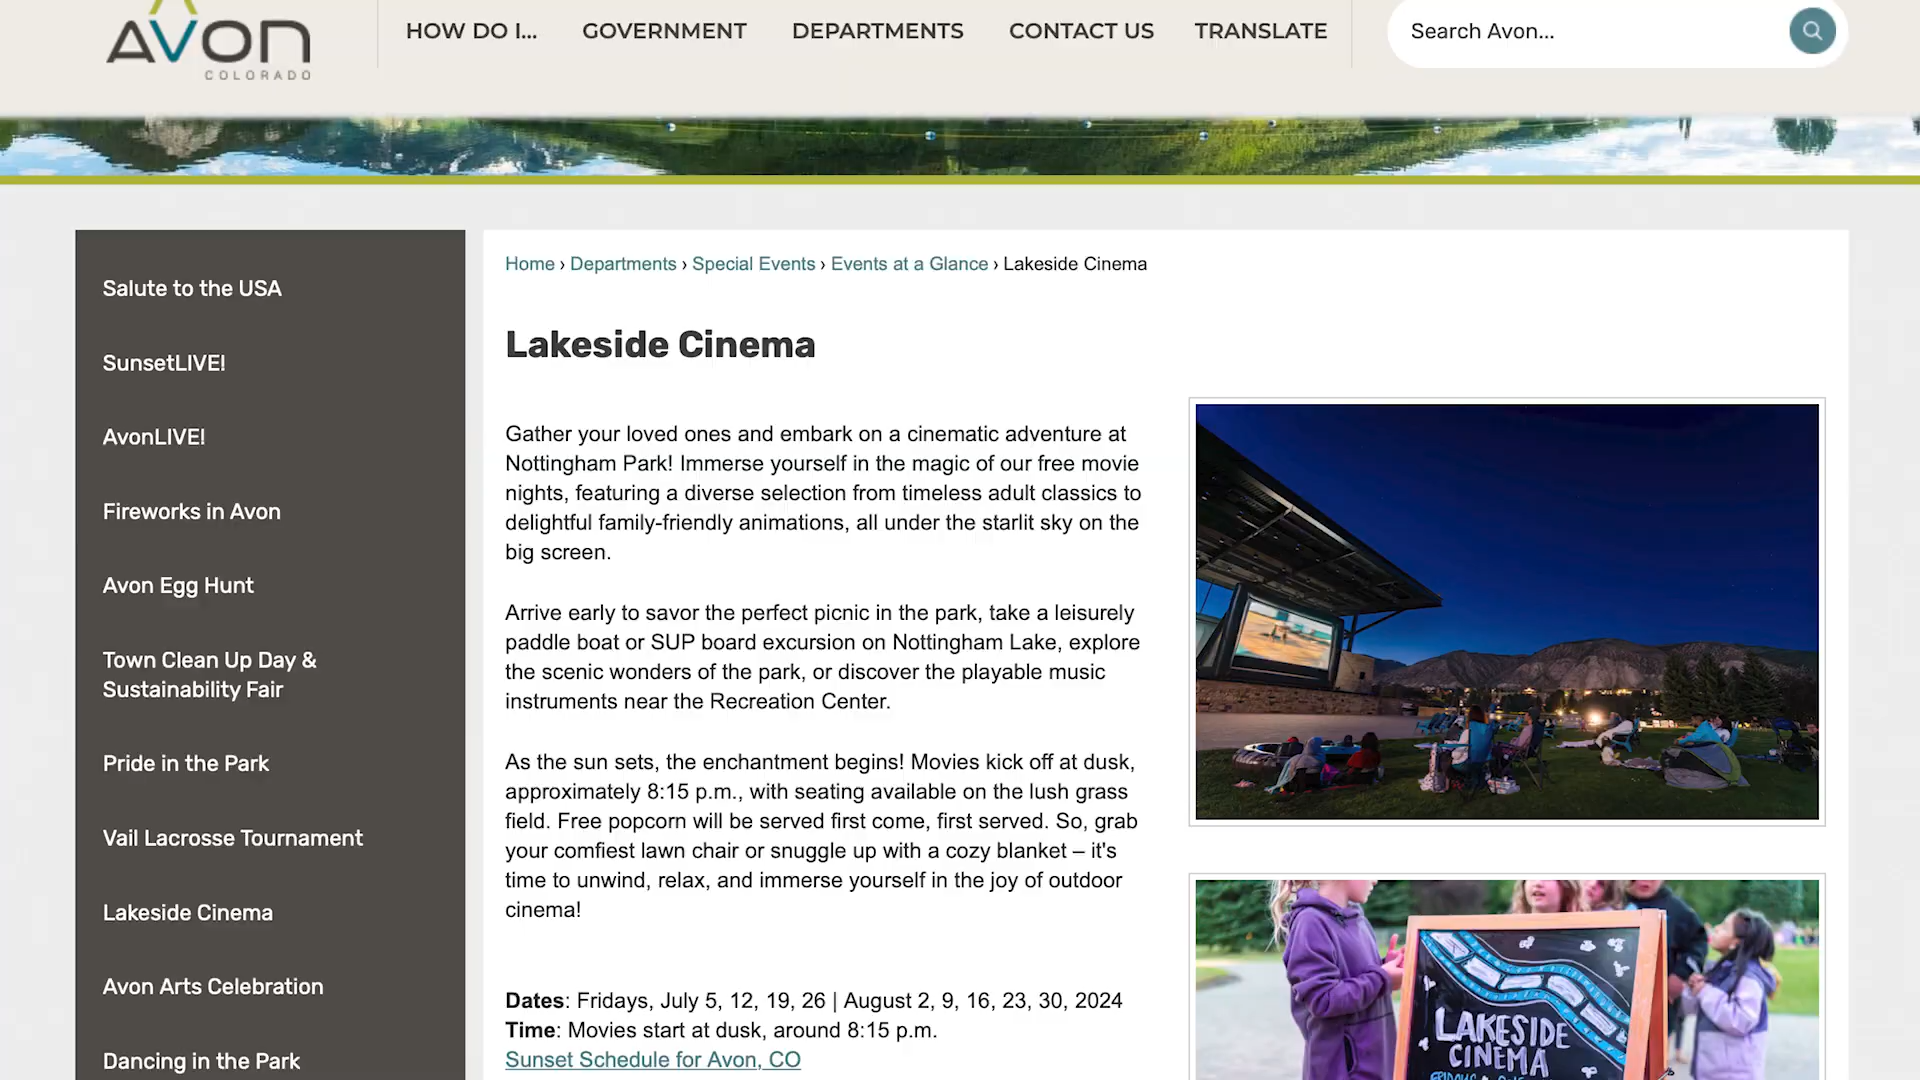 AVON
COLORADO
HOW DO I...
GOVERNMENT
DEPARTMENTS
CONTACT US
TRANSLATE
Search Avon...
Salute to the USA
SunsetLIVE!
AvonLIVE!
Fireworks in Avon
Avon Egg Hunt
Town Clean Up Day &
Sustainability Fair
Pride in the Park
Vail Lacrosse Tournament
Lakeside Cinema
Avon Arts Celebration
Dancing in the Park
Home › Departments › Special Events › Events at a Glance › Lakeside Cinema
Lakeside Cinema
Gather your loved ones and embark on a cinematic adventure at
Nottingham Park! Immerse yourself in the magic of our free movie
nights, featuring a diverse selection from timeless adult classics to
delightful family-friendly animations, all under the starlit sky on the
big screen.
Arrive early to savor the perfect picnic in the park, take a leisurely
paddle boat or SUP board excursion on Nottingham Lake, explore
the scenic wonders of the park, or discover the playable music
instruments near the Recreation Center.
As the sun sets, the enchantment begins! Movies kick off at dusk,
approximately 8:15 p.m., with seating available on the lush grass
field. Free popcorn will be served first come, first served. So, grab
your comfiest lawn chair or snuggle up with a cozy blanket – it's
time to unwind, relax, and immerse yourself in the joy of outdoor
cinema!
Dates: Fridays, July 5, 12, 19, 26 | August 2, 9, 16, 23, 30, 2024
Time: Movies start at dusk, around 8:15 p.m.
Sunset Schedule for Avon, CO
LAKESIDE
CINEMA